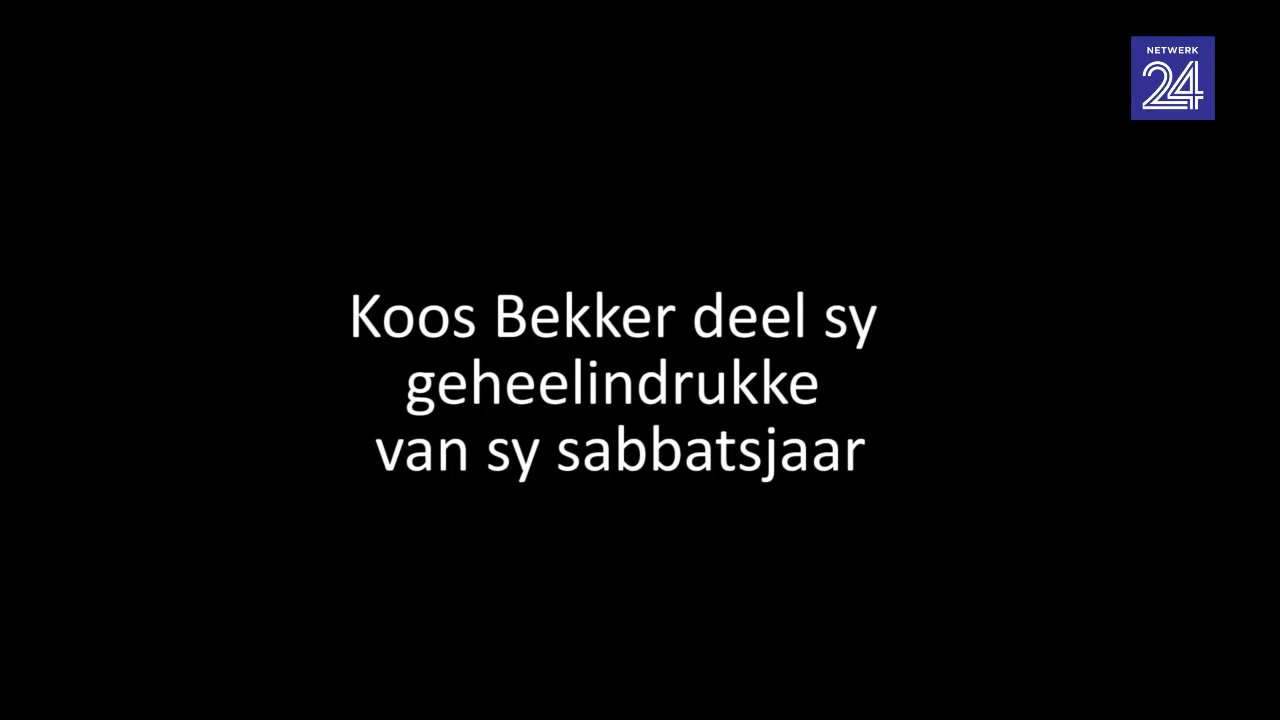 NETWERK
24
Koos Bekker deel sy
geheelindrukke
van sy sabbatsjaar